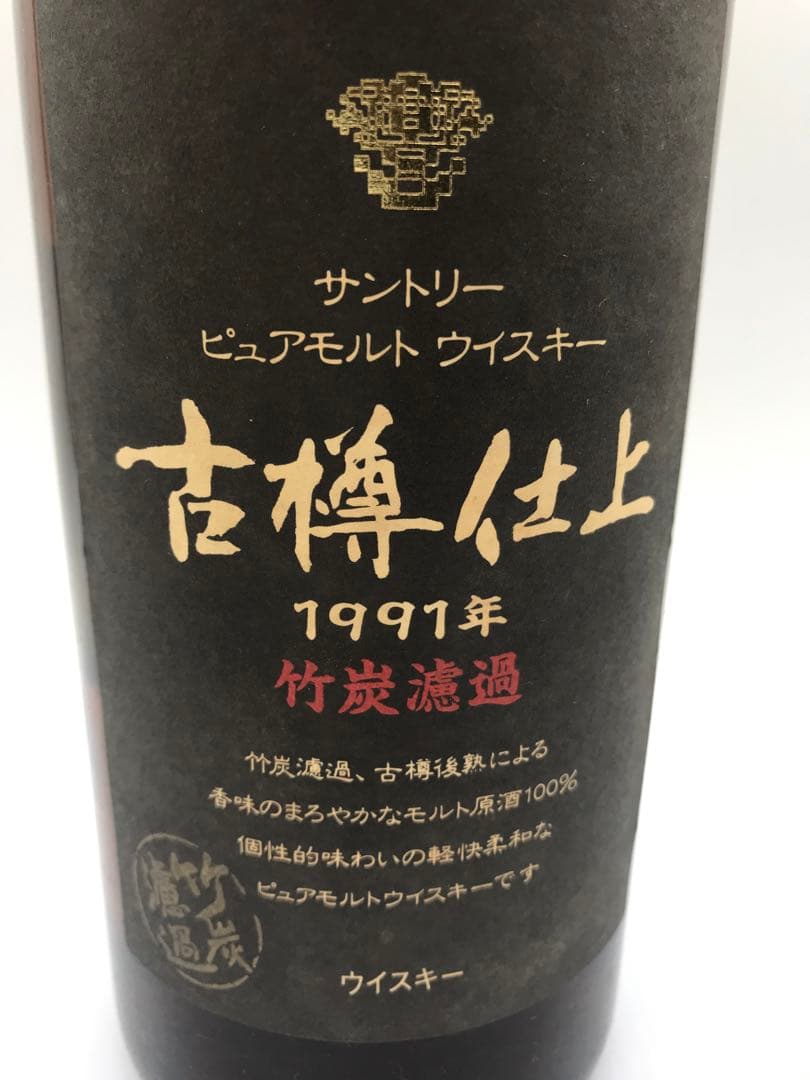 サントリー
ピュアモルト ウイスキー
古樽仕上
1991年
竹炭濾過
竹炭濾過、古樽後熟による
香味のまろやかなモルト原酒100%
個性的味わいの軽快柔和な
ピュアモルトウイスキーです
竹炭
濾過
ウイスキー